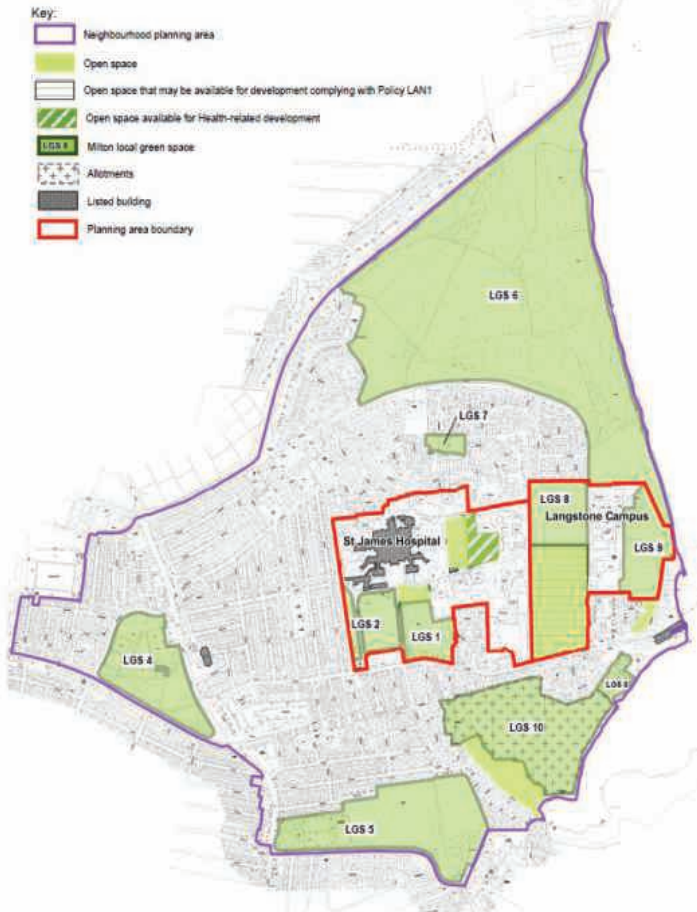 Key:
Neighbourhood planning area
Open space
Open space that may be available for development complying with Policy LAN1
Open space available for Health-related development
LGS 8 Milton local green space
Allotments
Listed building
Planning area boundary
LGS 6
LGS 7
LGS 8
Langstone Campus
St James Hospital
LGS 9
LGS 2
LGS 1
LGS 4
LGS 10
LGS 5